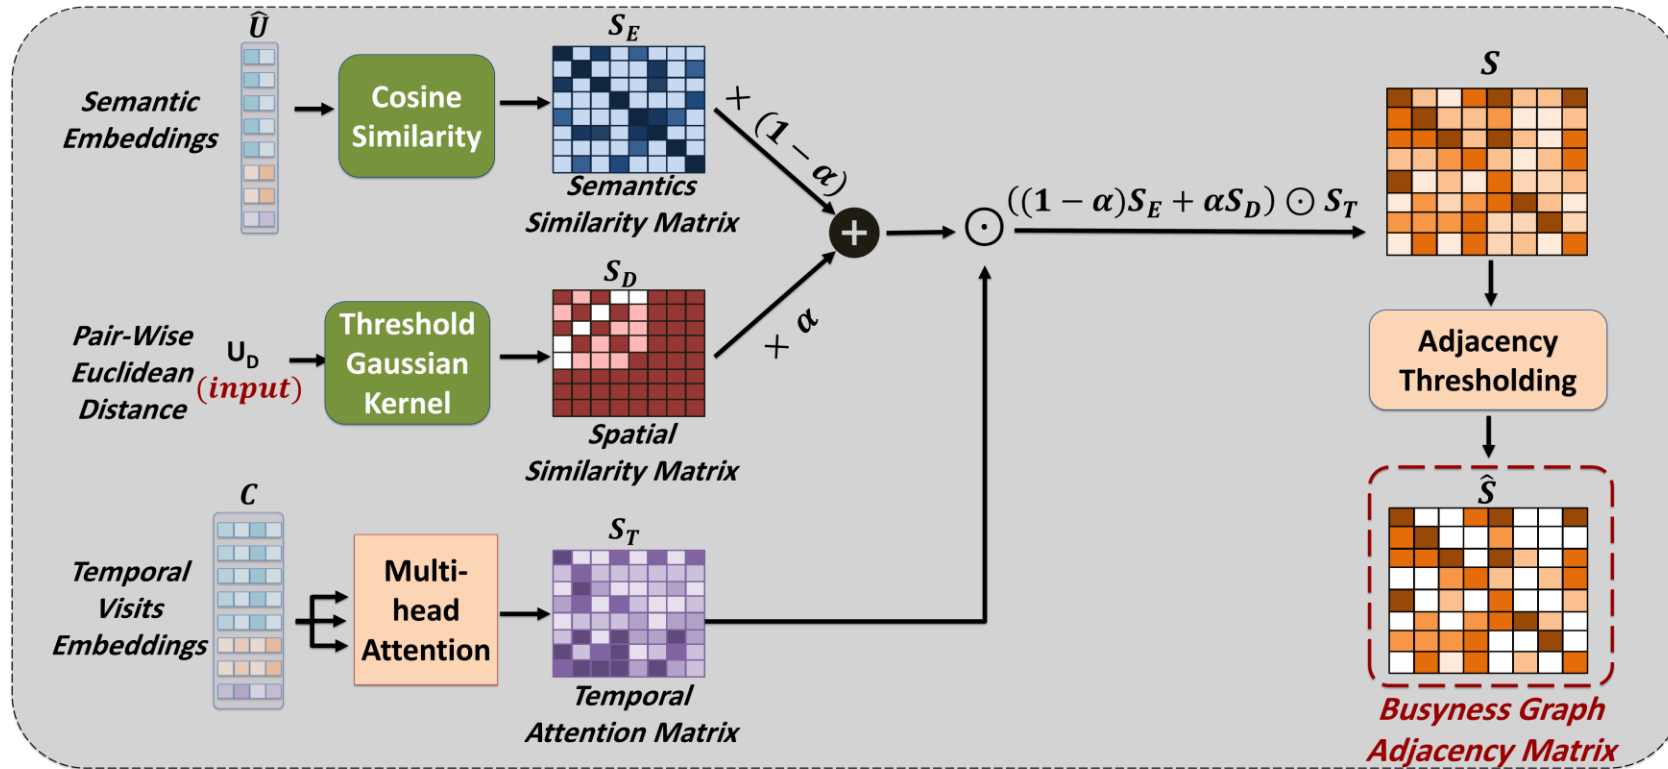 Û
Semantic
Embeddings
Cosine
Similarity
S_E
Semantics
Similarity Matrix
× (1 − α)
Pair-Wise
Euclidean
Distance
U_D
(input)
Threshold
Gaussian
Kernel
S_D
Spatial
Similarity Matrix
× α
+
C
Temporal
Visits
Embeddings
Multi-
head
Attention
S_T
Temporal
Attention Matrix
⊙
((1 − α)S_E + αS_D) ⊙ S_T
S
Adjacency
Thresholding
Ŝ
Busyness Graph
Adjacency Matrix